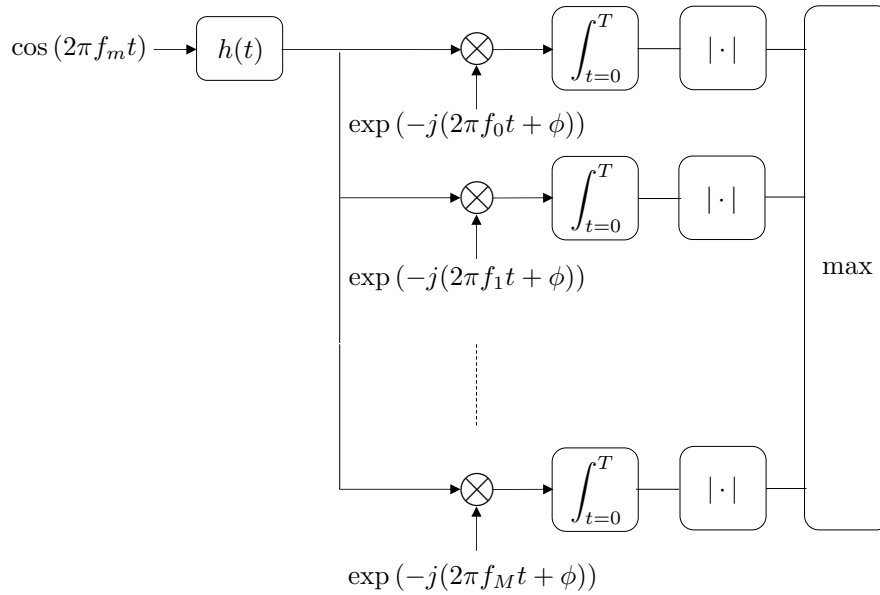 cos (2πf_m t)
h(t)
∫_{t=0}^{T}
| · |
exp (−j(2πf_0 t + ϕ))
∫_{t=0}^{T}
| · |
exp (−j(2πf_1 t + ϕ))
max
∫_{t=0}^{T}
| · |
exp (−j(2πf_M t + ϕ))